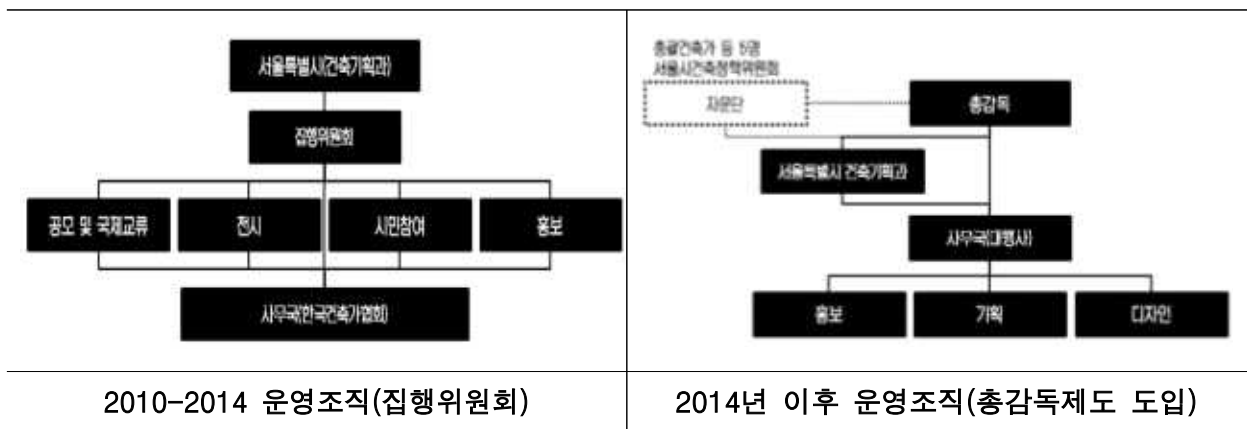 서울특별시(건축기획과)
집행위원회
공모 및 국제교류
전시
시민참여
홍보
사무국(한국건축가협회)
2010-2014 운영조직(집행위원회)
총괄건축가 등 5명
서울시건축정책위원회
자문단
총감독
서울특별시 건축기획과
사무국(대행사)
홍보
기획
디자인
2014년 이후 운영조직(총감독제도 도입)